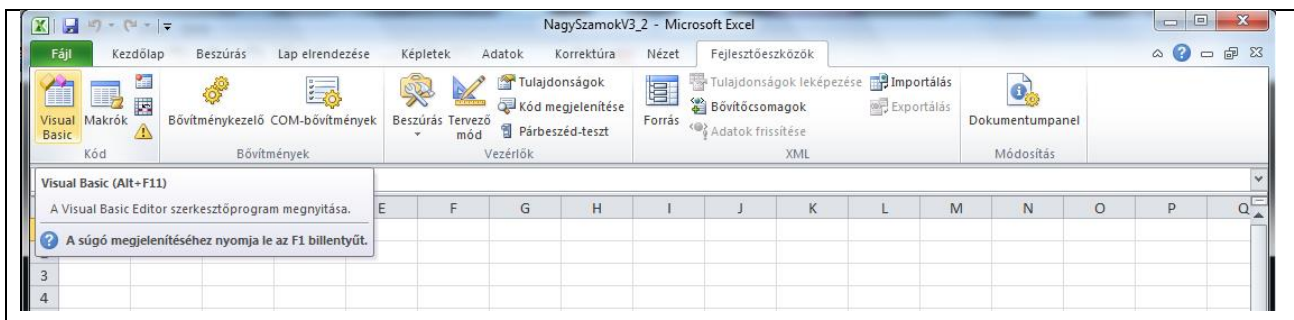 NagySzamokV3_2 - Microsoft Excel
Fájl Kezdőlap Beszúrás Lap elrendezése Képletek Adatok Korrektúra Nézet Fejlesztőeszközök
Visual Basic Makrók Bővítménykezelő COM-bővítmények Beszúrás Tervező mód Tulajdonságok Kód megjelenítése Párbeszéd-teszt Forrás Tulajdonságok leképezése Bővítőcsomagok Adatok frissítése Importálás Exportálás Dokumentumpanel
Kód Bővítmények Vezérlők XML Módosítás
Visual Basic (Alt+F11)
A Visual Basic Editor szerkesztőprogram megnyitása.
E F G H I J K L M N O P Q
A súgó megjelenítéséhez nyomja le az F1 billentyűt.
3
4